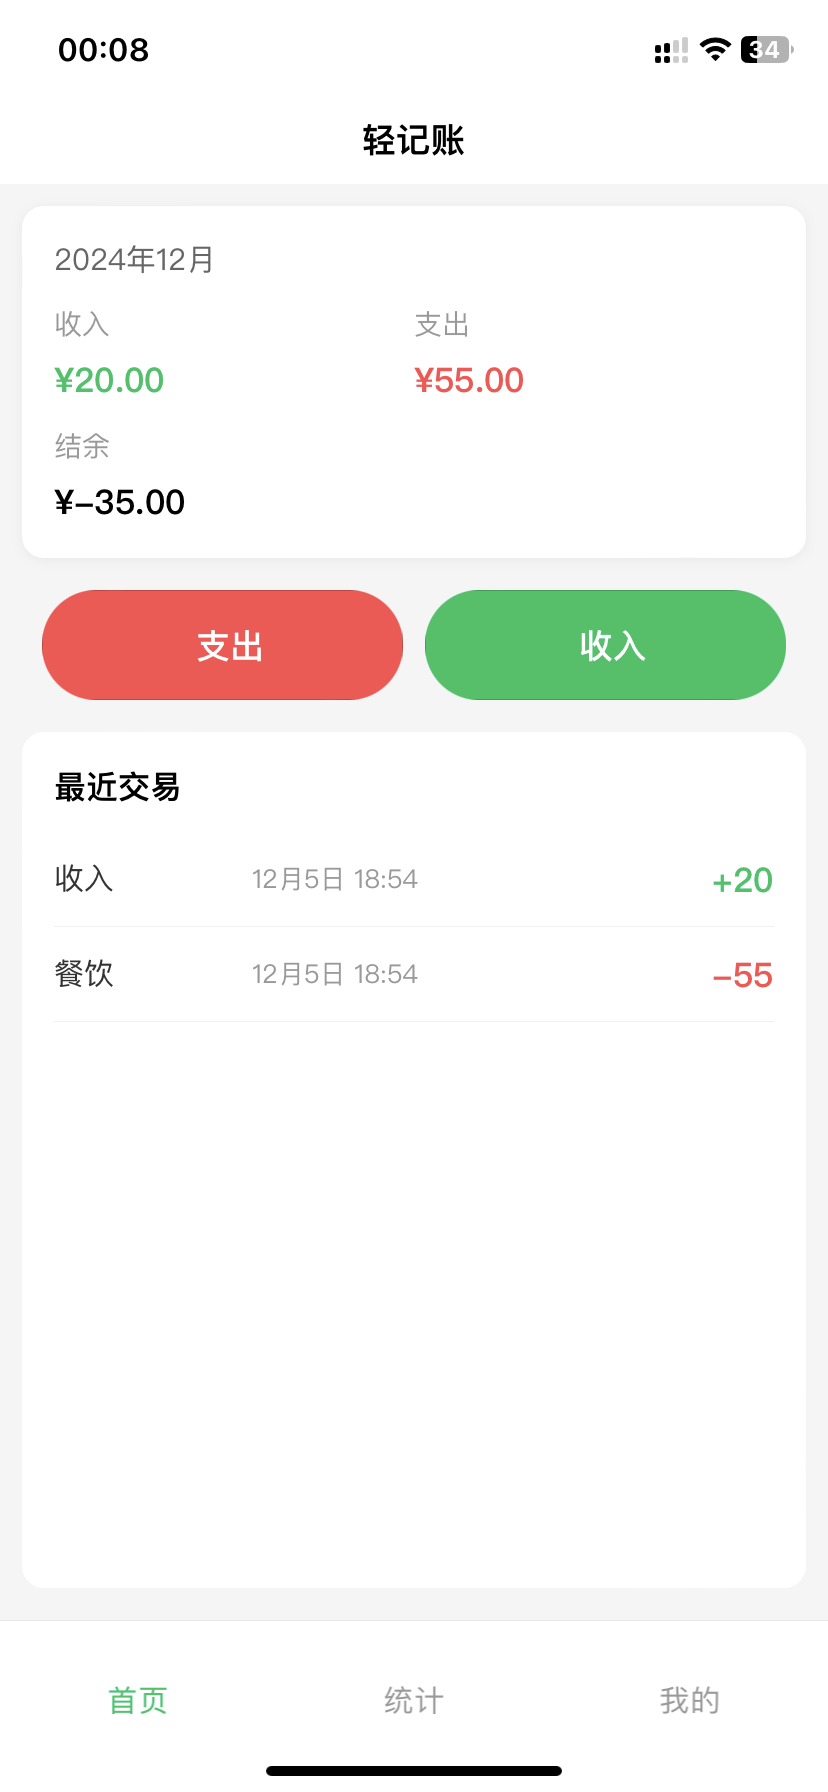 00:08 34
轻记账
2024年12月
收入 支出
¥20.00 ¥55.00
结余
¥-35.00
支出 收入
最近交易
收入 12月5日 18:54 +20
餐饮 12月5日 18:54 -55
首页 统计 我的